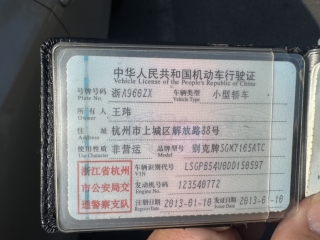 中华人民共和国机动车行驶证
Vehicle License of the People's Republic of China
号牌号码 浙A960ZX 车辆类型 小型轿车
Plate No. Vehicle Type
所有人 王玮
Owner
住址 杭州市上城区解放路88号
Address
使用性质 非营运 品牌型号 别克牌SGM7165ATC
Use Character Model
浙江省杭州
市公安局交
通警察支队
车辆识别代号 LSGPB54U0DD159597
VIN
发动机号码 123540772
Engine No.
注册日期 2013-01-10 发证日期 2013-01-10
Register Date Issue Date